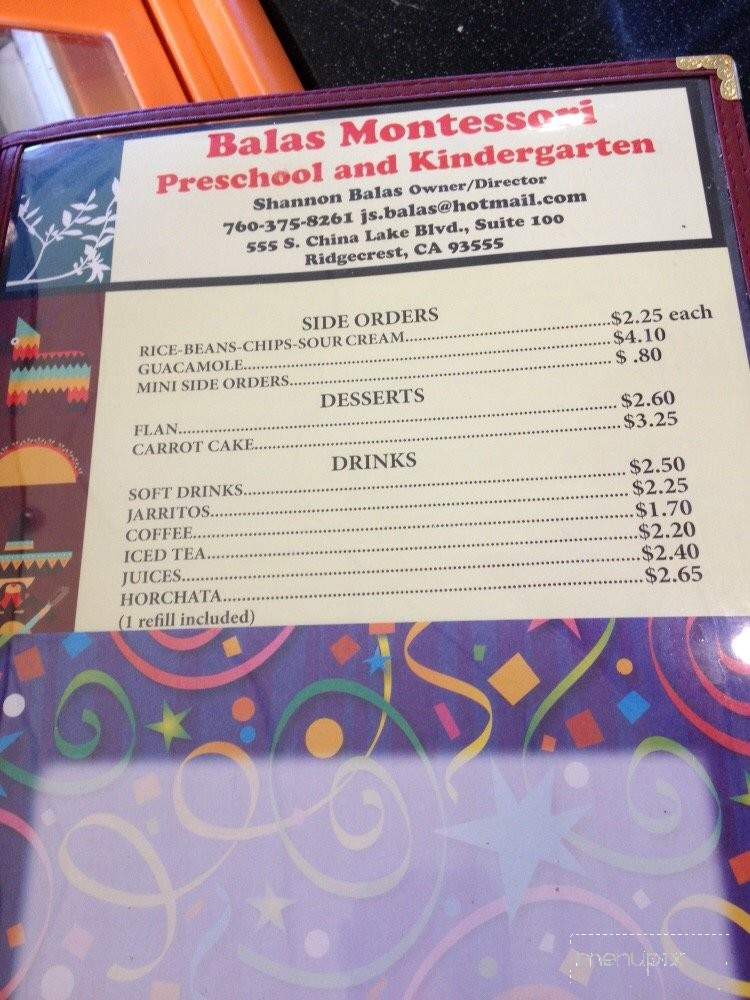 Balas Montessori
Preschool and Kindergarten
Shannon Balas Owner/Director
760-375-8261 js.balas@hotmail.com
555 S. China Lake Blvd., Suite 100
Ridgecrest, CA 93555
SIDE ORDERS
RICE-BEANS-CHIPS-SOUR CREAM...$2.25 each
GUACAMOLE...$4.10
MINI SIDE ORDERS...$ .80
DESSERTS
FLAN...$2.60
CARROT CAKE...$3.25
DRINKS
SOFT DRINKS...$2.50
JARRITOS...$2.25
COFFEE...$1.70
ICED TEA...$2.20
JUICES...$2.40
HORCHATA...$2.65
(1 refill included)
menupix